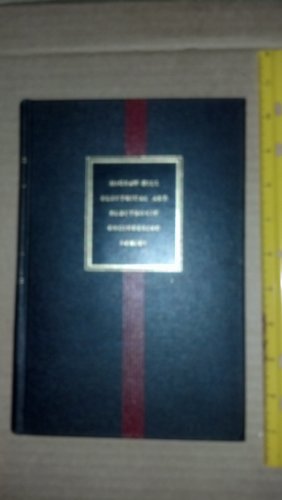 McGRAW-HILL
ELECTRICAL AND
ELECTRONIC
ENGINEERING
SERIES